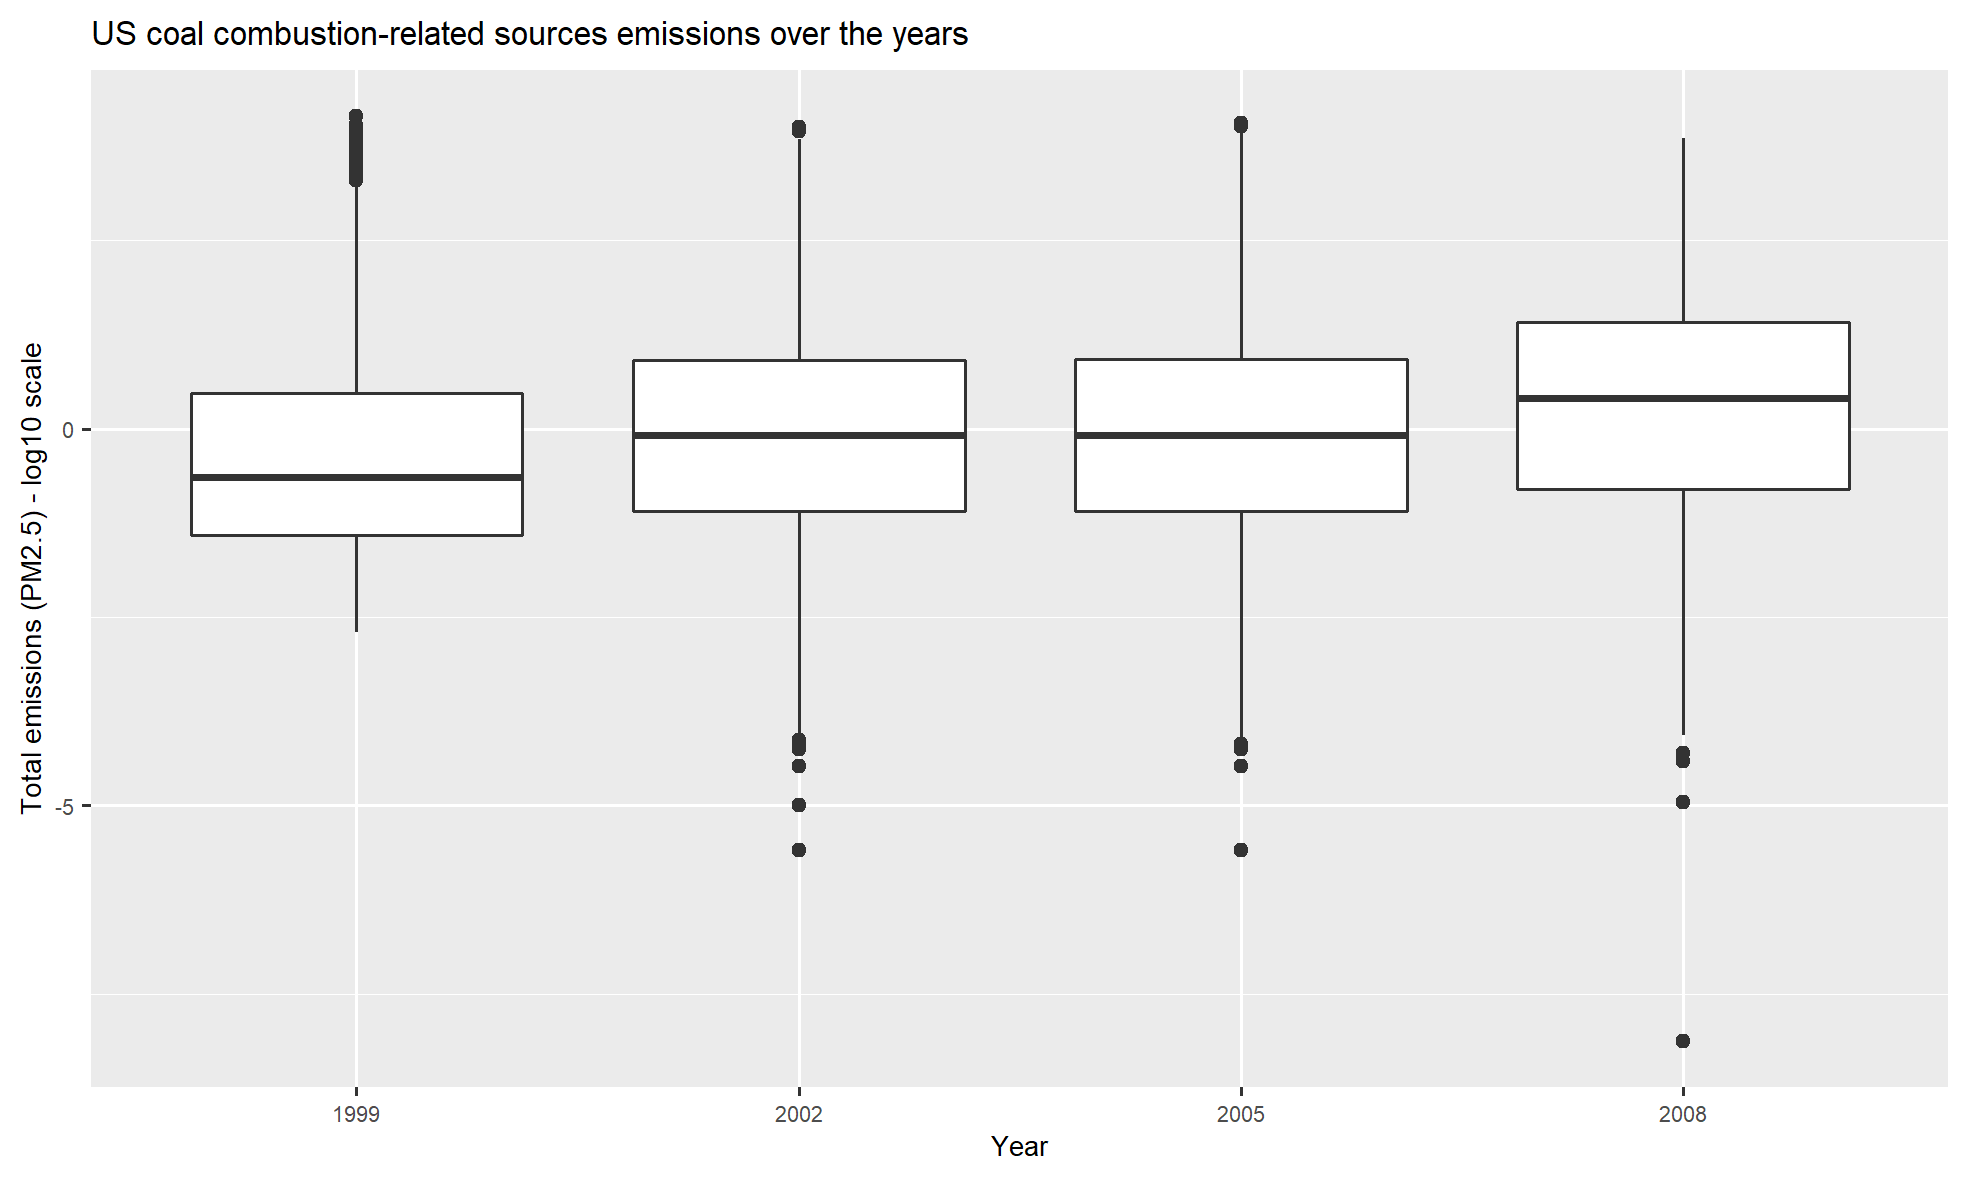 US coal combustion-related sources emissions over the years
Total emissions (PM2.5) - log10 scale
0
-5
1999
2002
2005
2008
Year